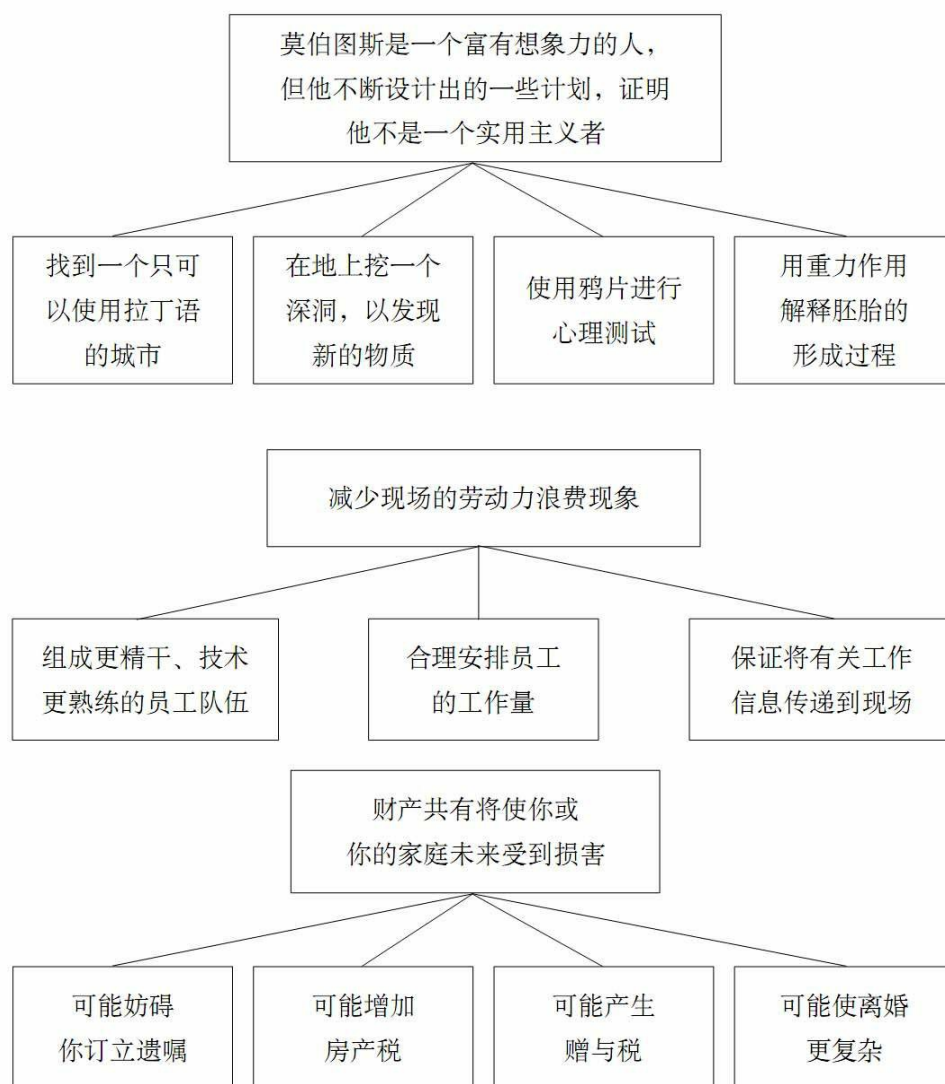 莫伯图斯是一个富有想象力的人，
但他不断设计出的一些计划，证明
他不是一个实用主义者
找到一个只可
以使用拉丁语
的城市
在地上挖一个
深洞，以发现
新的物质
使用鸦片进行
心理测试
用重力作用
解释胚胎的
形成过程
减少现场的劳动力浪费现象
组成更精干、技术
更熟练的员工队伍
合理安排员工
的工作量
保证将有关工作
信息传递到现场
财产共有将使你或
你的家庭未来受到损害
可能妨碍
你订立遗嘱
可能增加
房产税
可能产生
赠与税
可能使离婚
更复杂